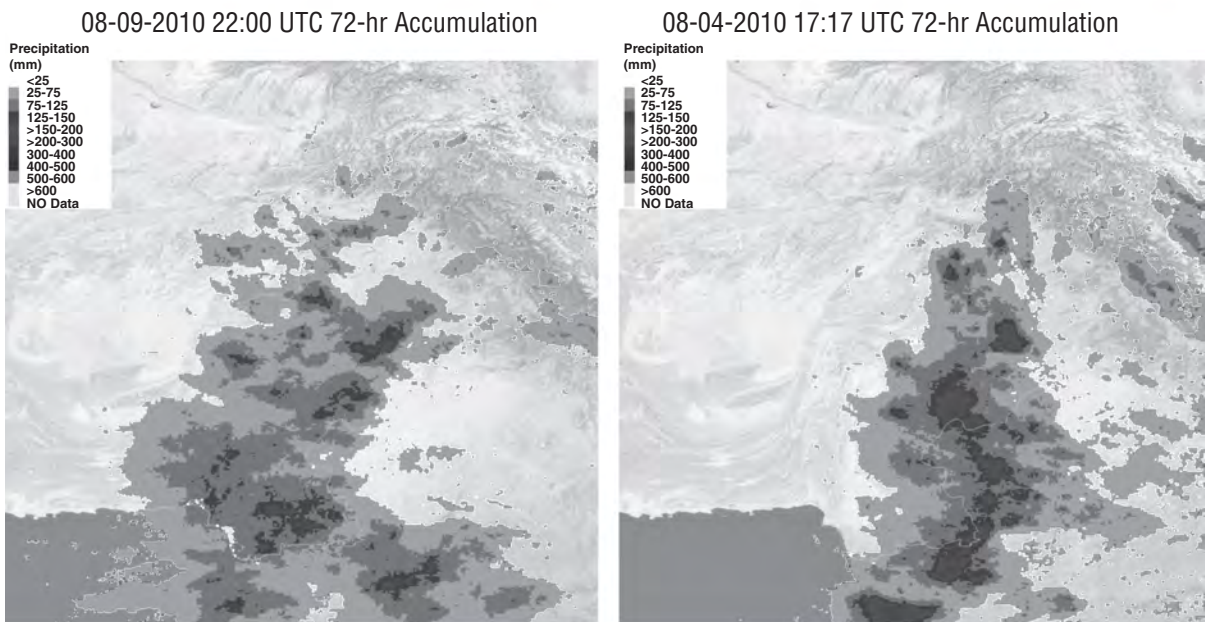 08-09-2010 22:00 UTC 72-hr Accumulation
Precipitation
(mm)
<25
25-75
75-125
125-150
>150-200
>200-300
300-400
400-500
500-600
>600
NO Data
08-04-2010 17:17 UTC 72-hr Accumulation
Precipitation
(mm)
<25
25-75
75-125
125-150
>150-200
>200-300
300-400
400-500
500-600
>600
NO Data